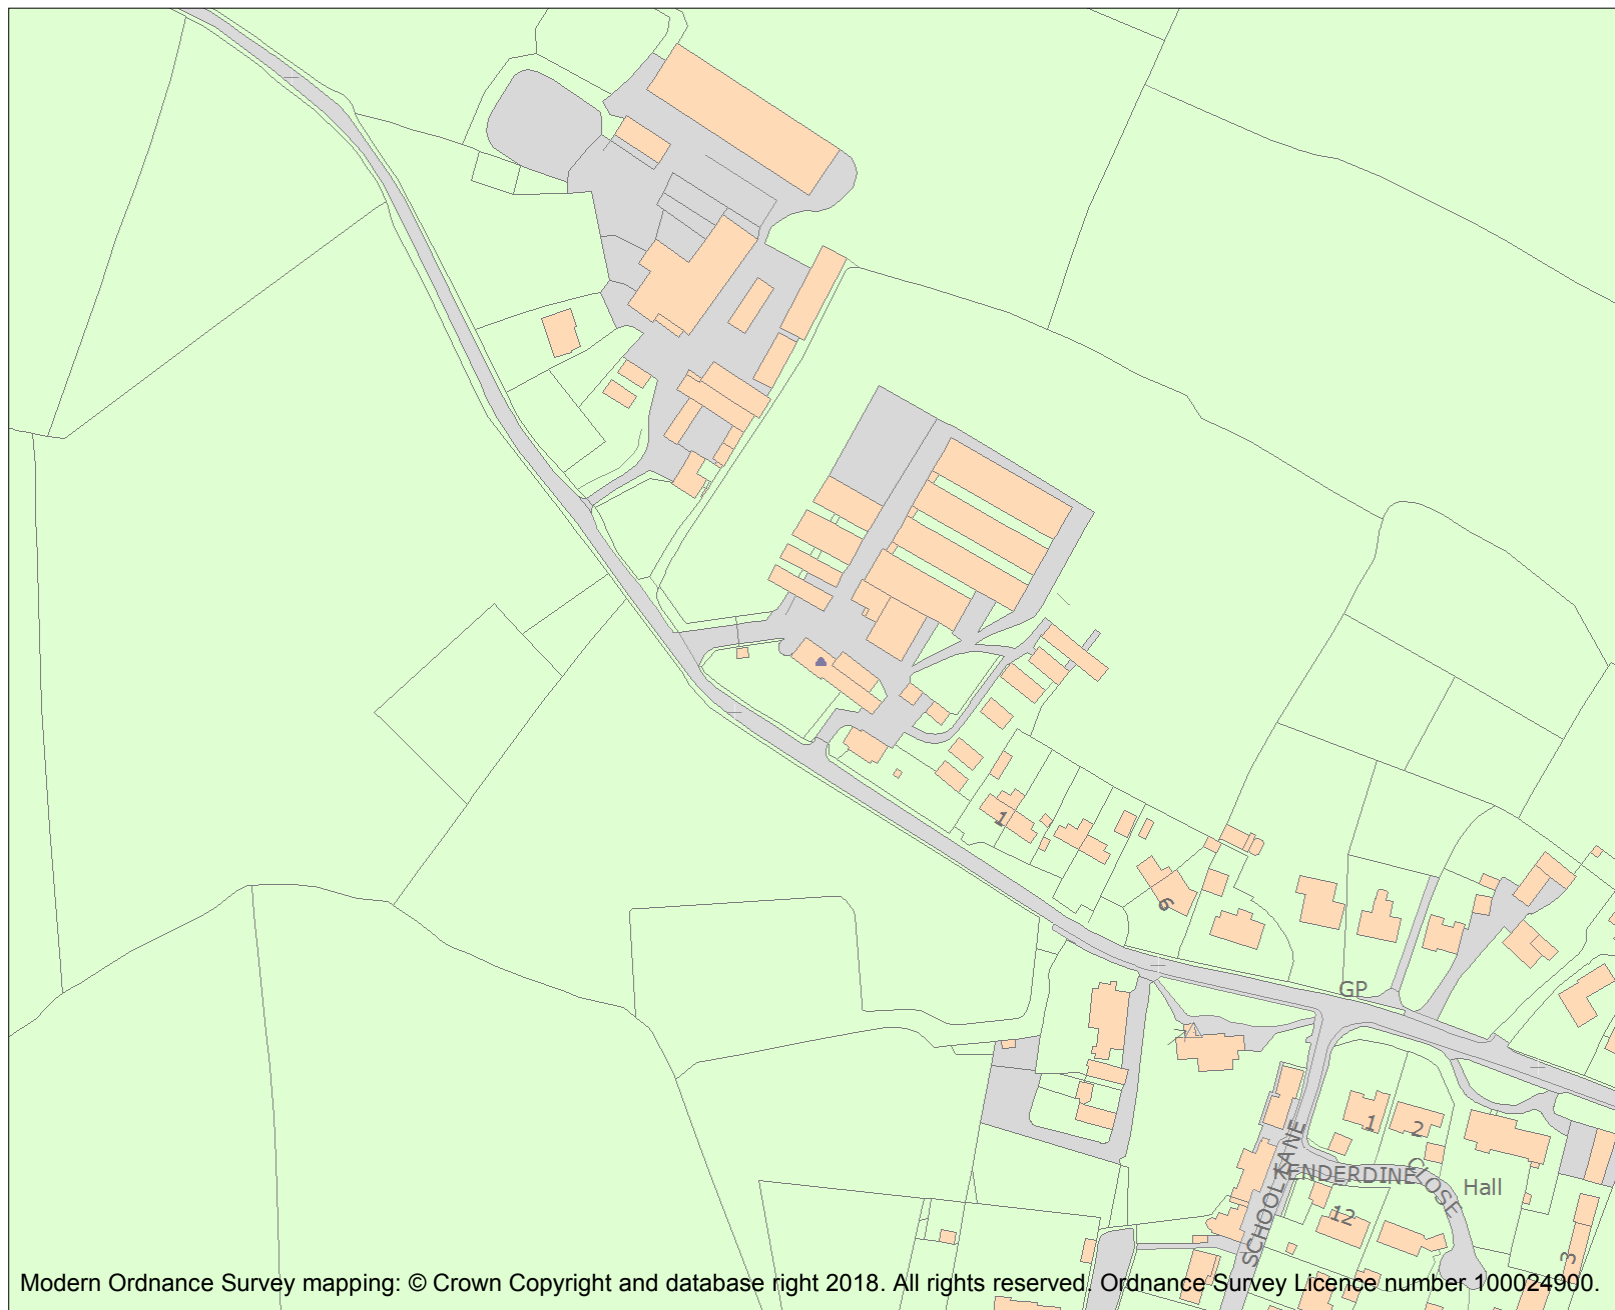 1
6
GP
1
2
SCHOOL LANE
KENDERDINE CLOSE
Hall
12
3
Modern Ordnance Survey mapping: © Crown Copyright and database right 2018. All rights reserved. Ordnance Survey Licence number 100024900.